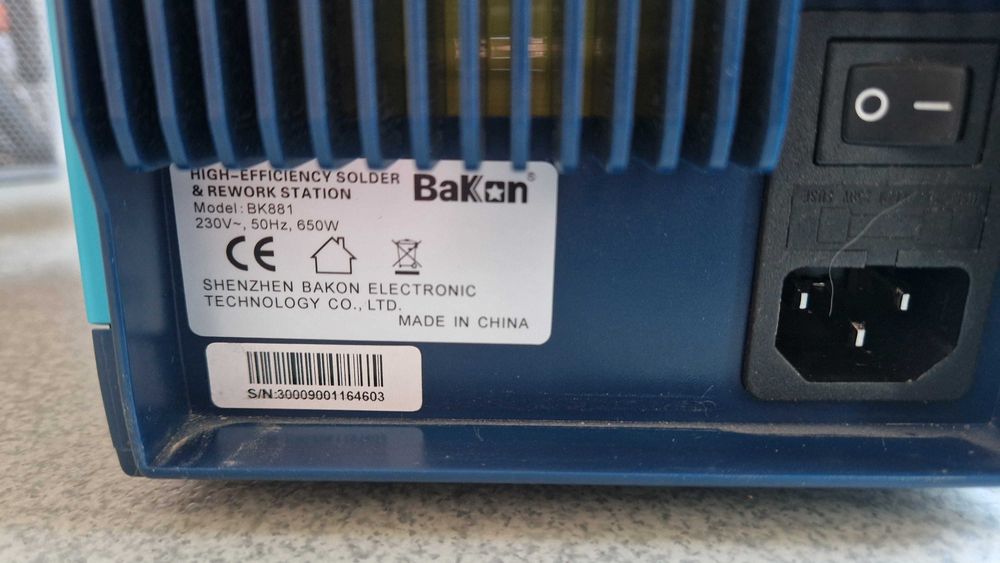 HIGH-EFFICIENCY SOLDER
& REWORK STATION
BaKon®
Model: BK881
230V~, 50Hz, 650W
CE
SHENZHEN BAKON ELECTRONIC
TECHNOLOGY CO., LTD.
MADE IN CHINA
S/N:30009001164603
O —
FUSE